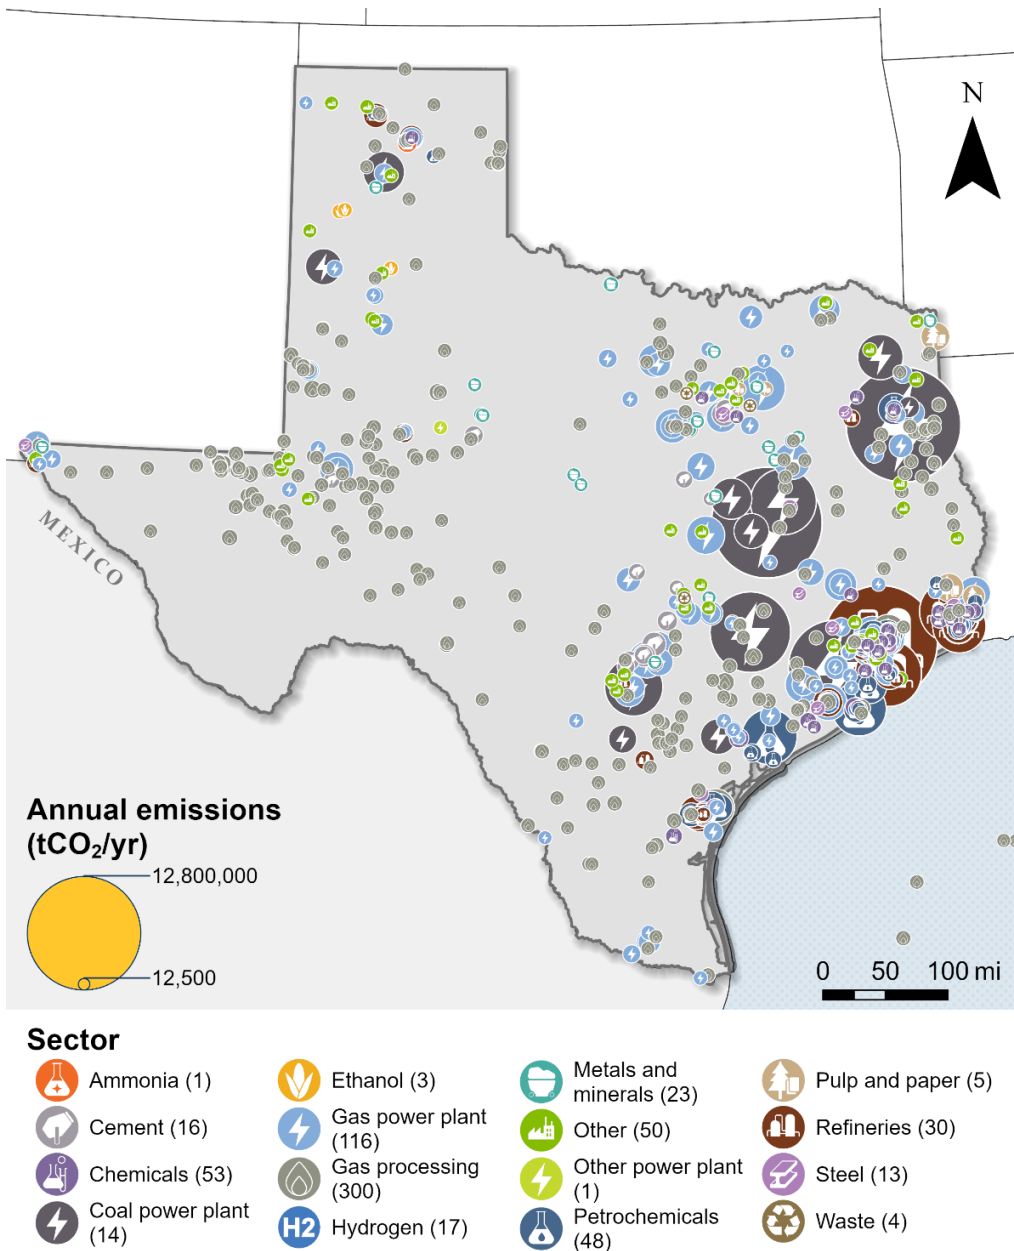 N
MEXICO
Annual emissions
(tCO₂/yr)
12,800,000
12,500
0 50 100 mi
Sector
Ammonia (1)
Cement (16)
Chemicals (53)
Coal power plant
(14)
Ethanol (3)
Gas power plant
(116)
Gas processing
(300)
H2 Hydrogen (17)
Metals and
minerals (23)
Other (50)
Other power plant
(1)
Petrochemicals
(48)
Pulp and paper (5)
Refineries (30)
Steel (13)
Waste (4)